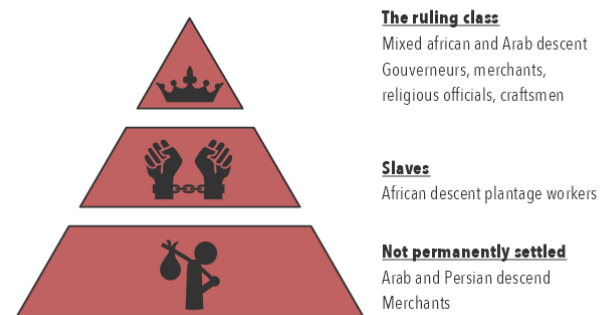 The ruling class
Mixed african and Arab descent
Gouverneurs, merchants,
religious officials, craftsmen
Slaves
African descent plantage workers
Not permanently settled
Arab and Persian descend
Merchants